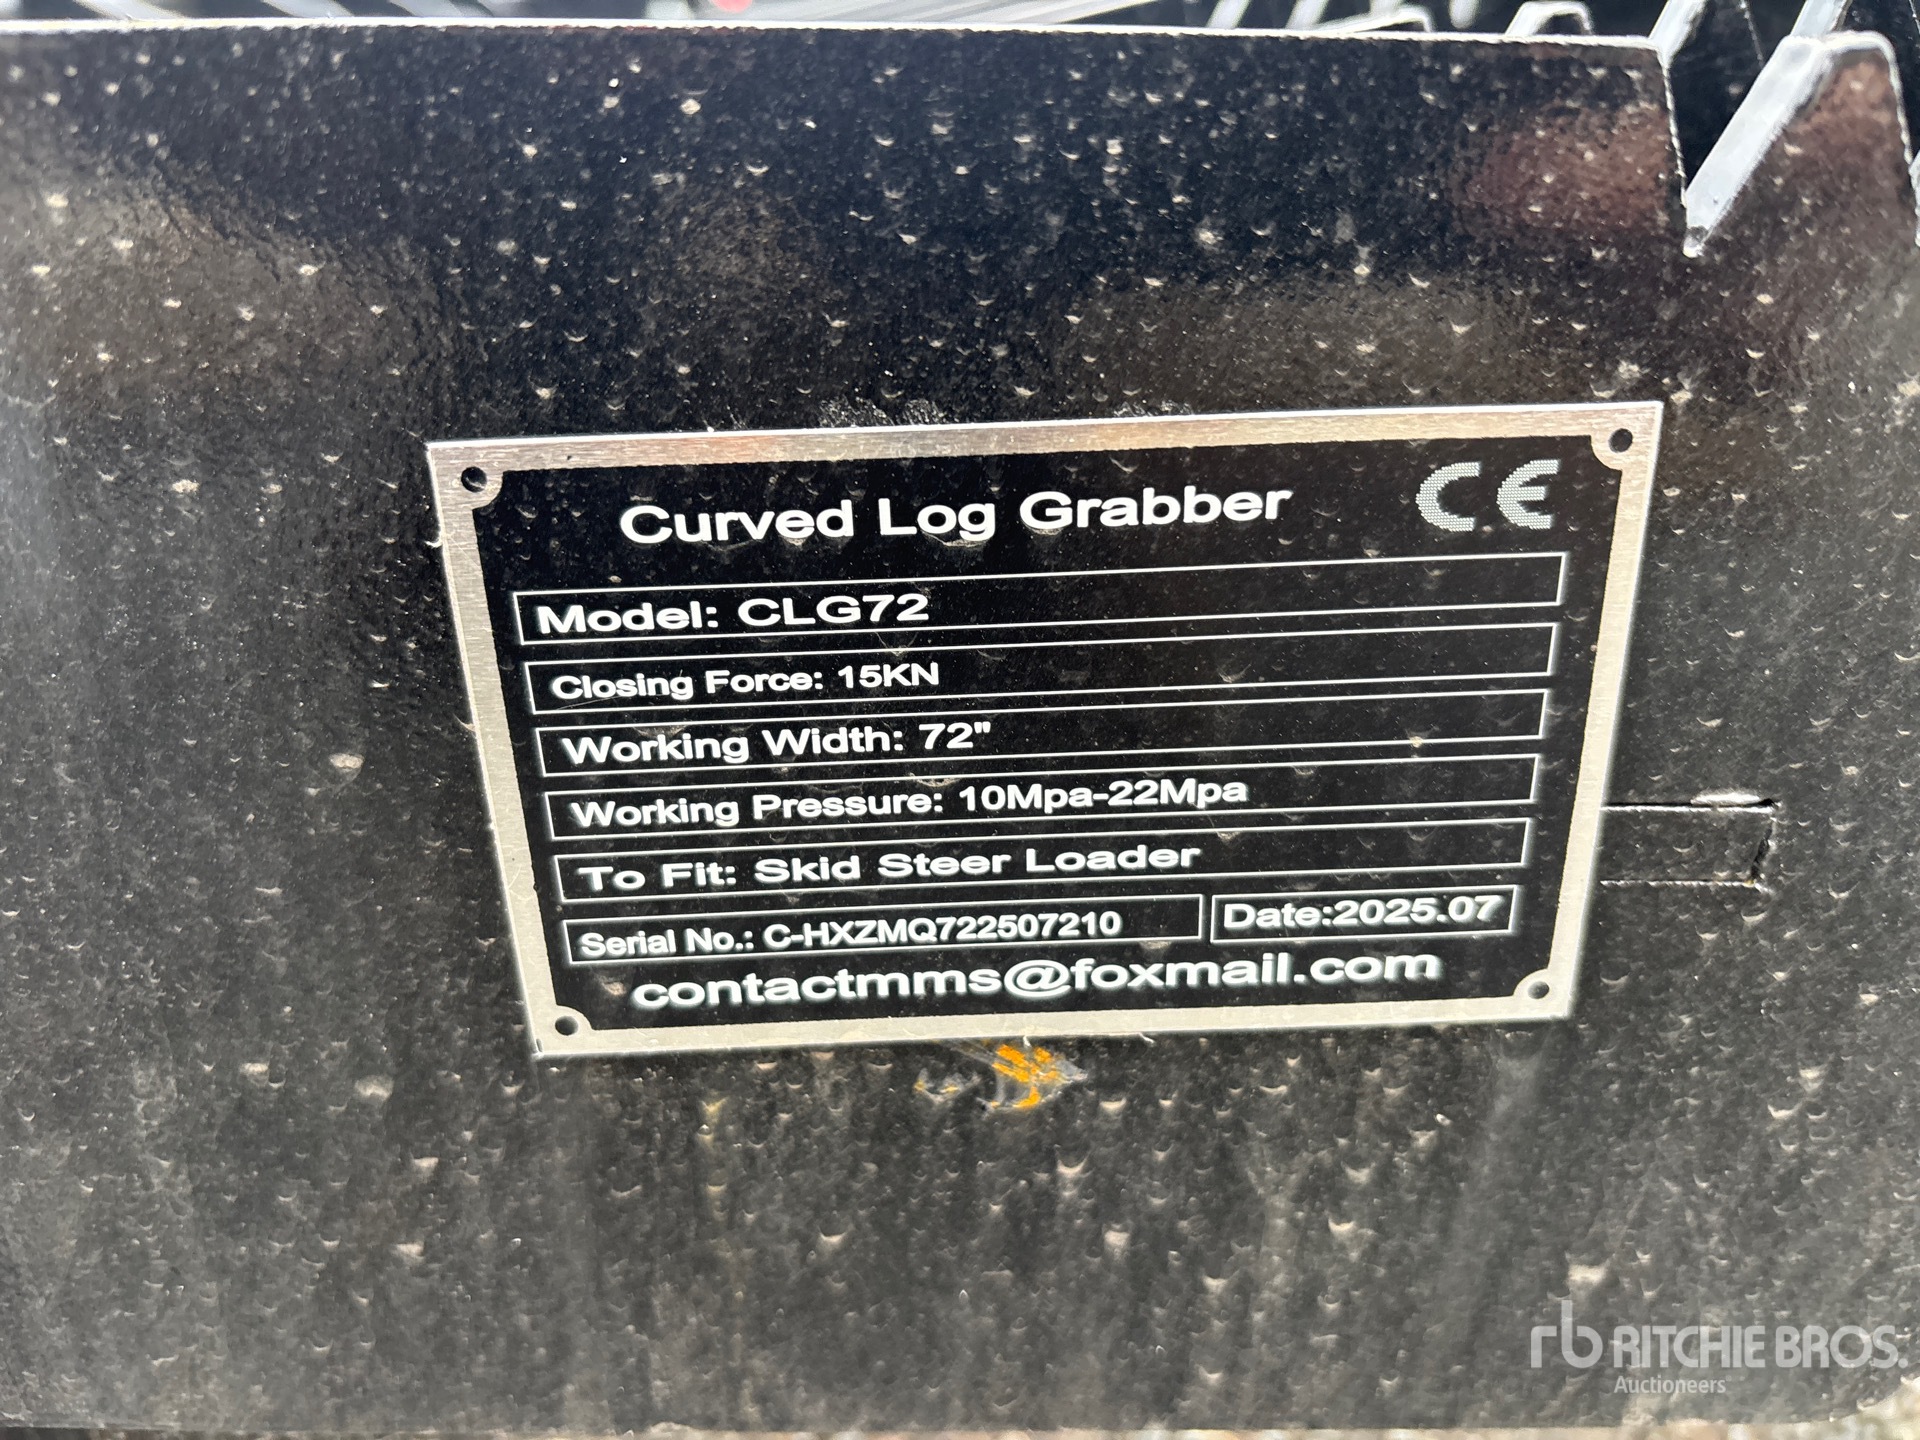 Curved Log Grabber CE
Model: CLG72
Closing Force: 15KN
Working Width: 72"
Working Pressure: 10Mpa-22Mpa
To Fit: Skid Steer Loader
Serial No.: C-HXZMQ722507210 Date:2025.07
contactmms@foxmail.com
rb RITCHIE BROS.
Auctioneers